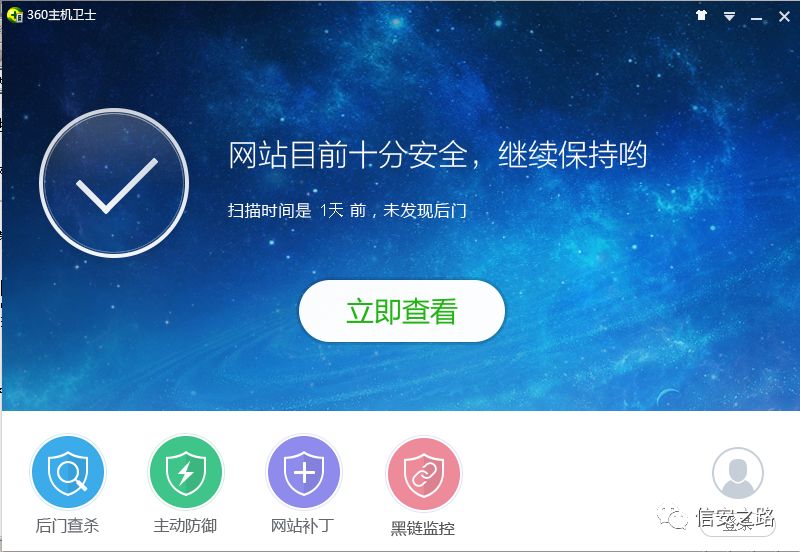 360主机卫士
网站目前十分安全，继续保持哟
扫描时间是 1天 前，未发现后门
立即查看
后门查杀
主动防御
网站补丁
黑链监控
信安之路
登录